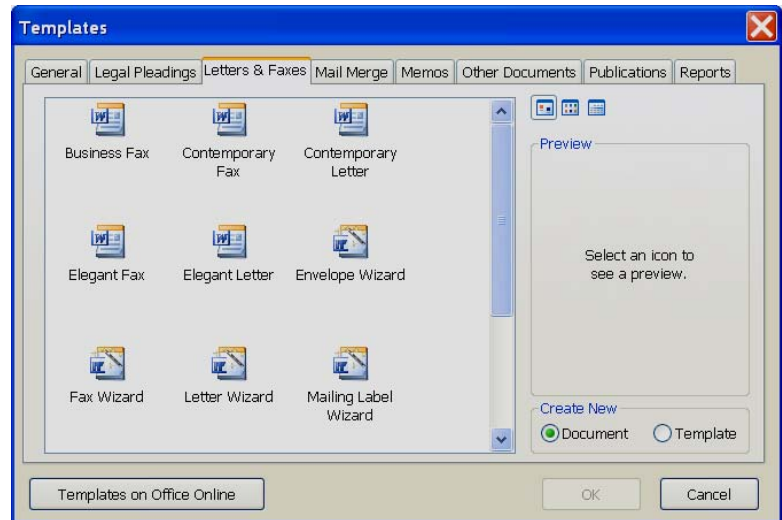 Templates
General Legal Pleadings Letters & Faxes Mail Merge Memos Other Documents Publications Reports
Business Fax
Contemporary
Fax
Contemporary
Letter
Elegant Fax
Elegant Letter
Envelope Wizard
Fax Wizard
Letter Wizard
Mailing Label
Wizard
Preview
Select an icon to
see a preview.
Create New
Document Template
Templates on Office Online
OK
Cancel